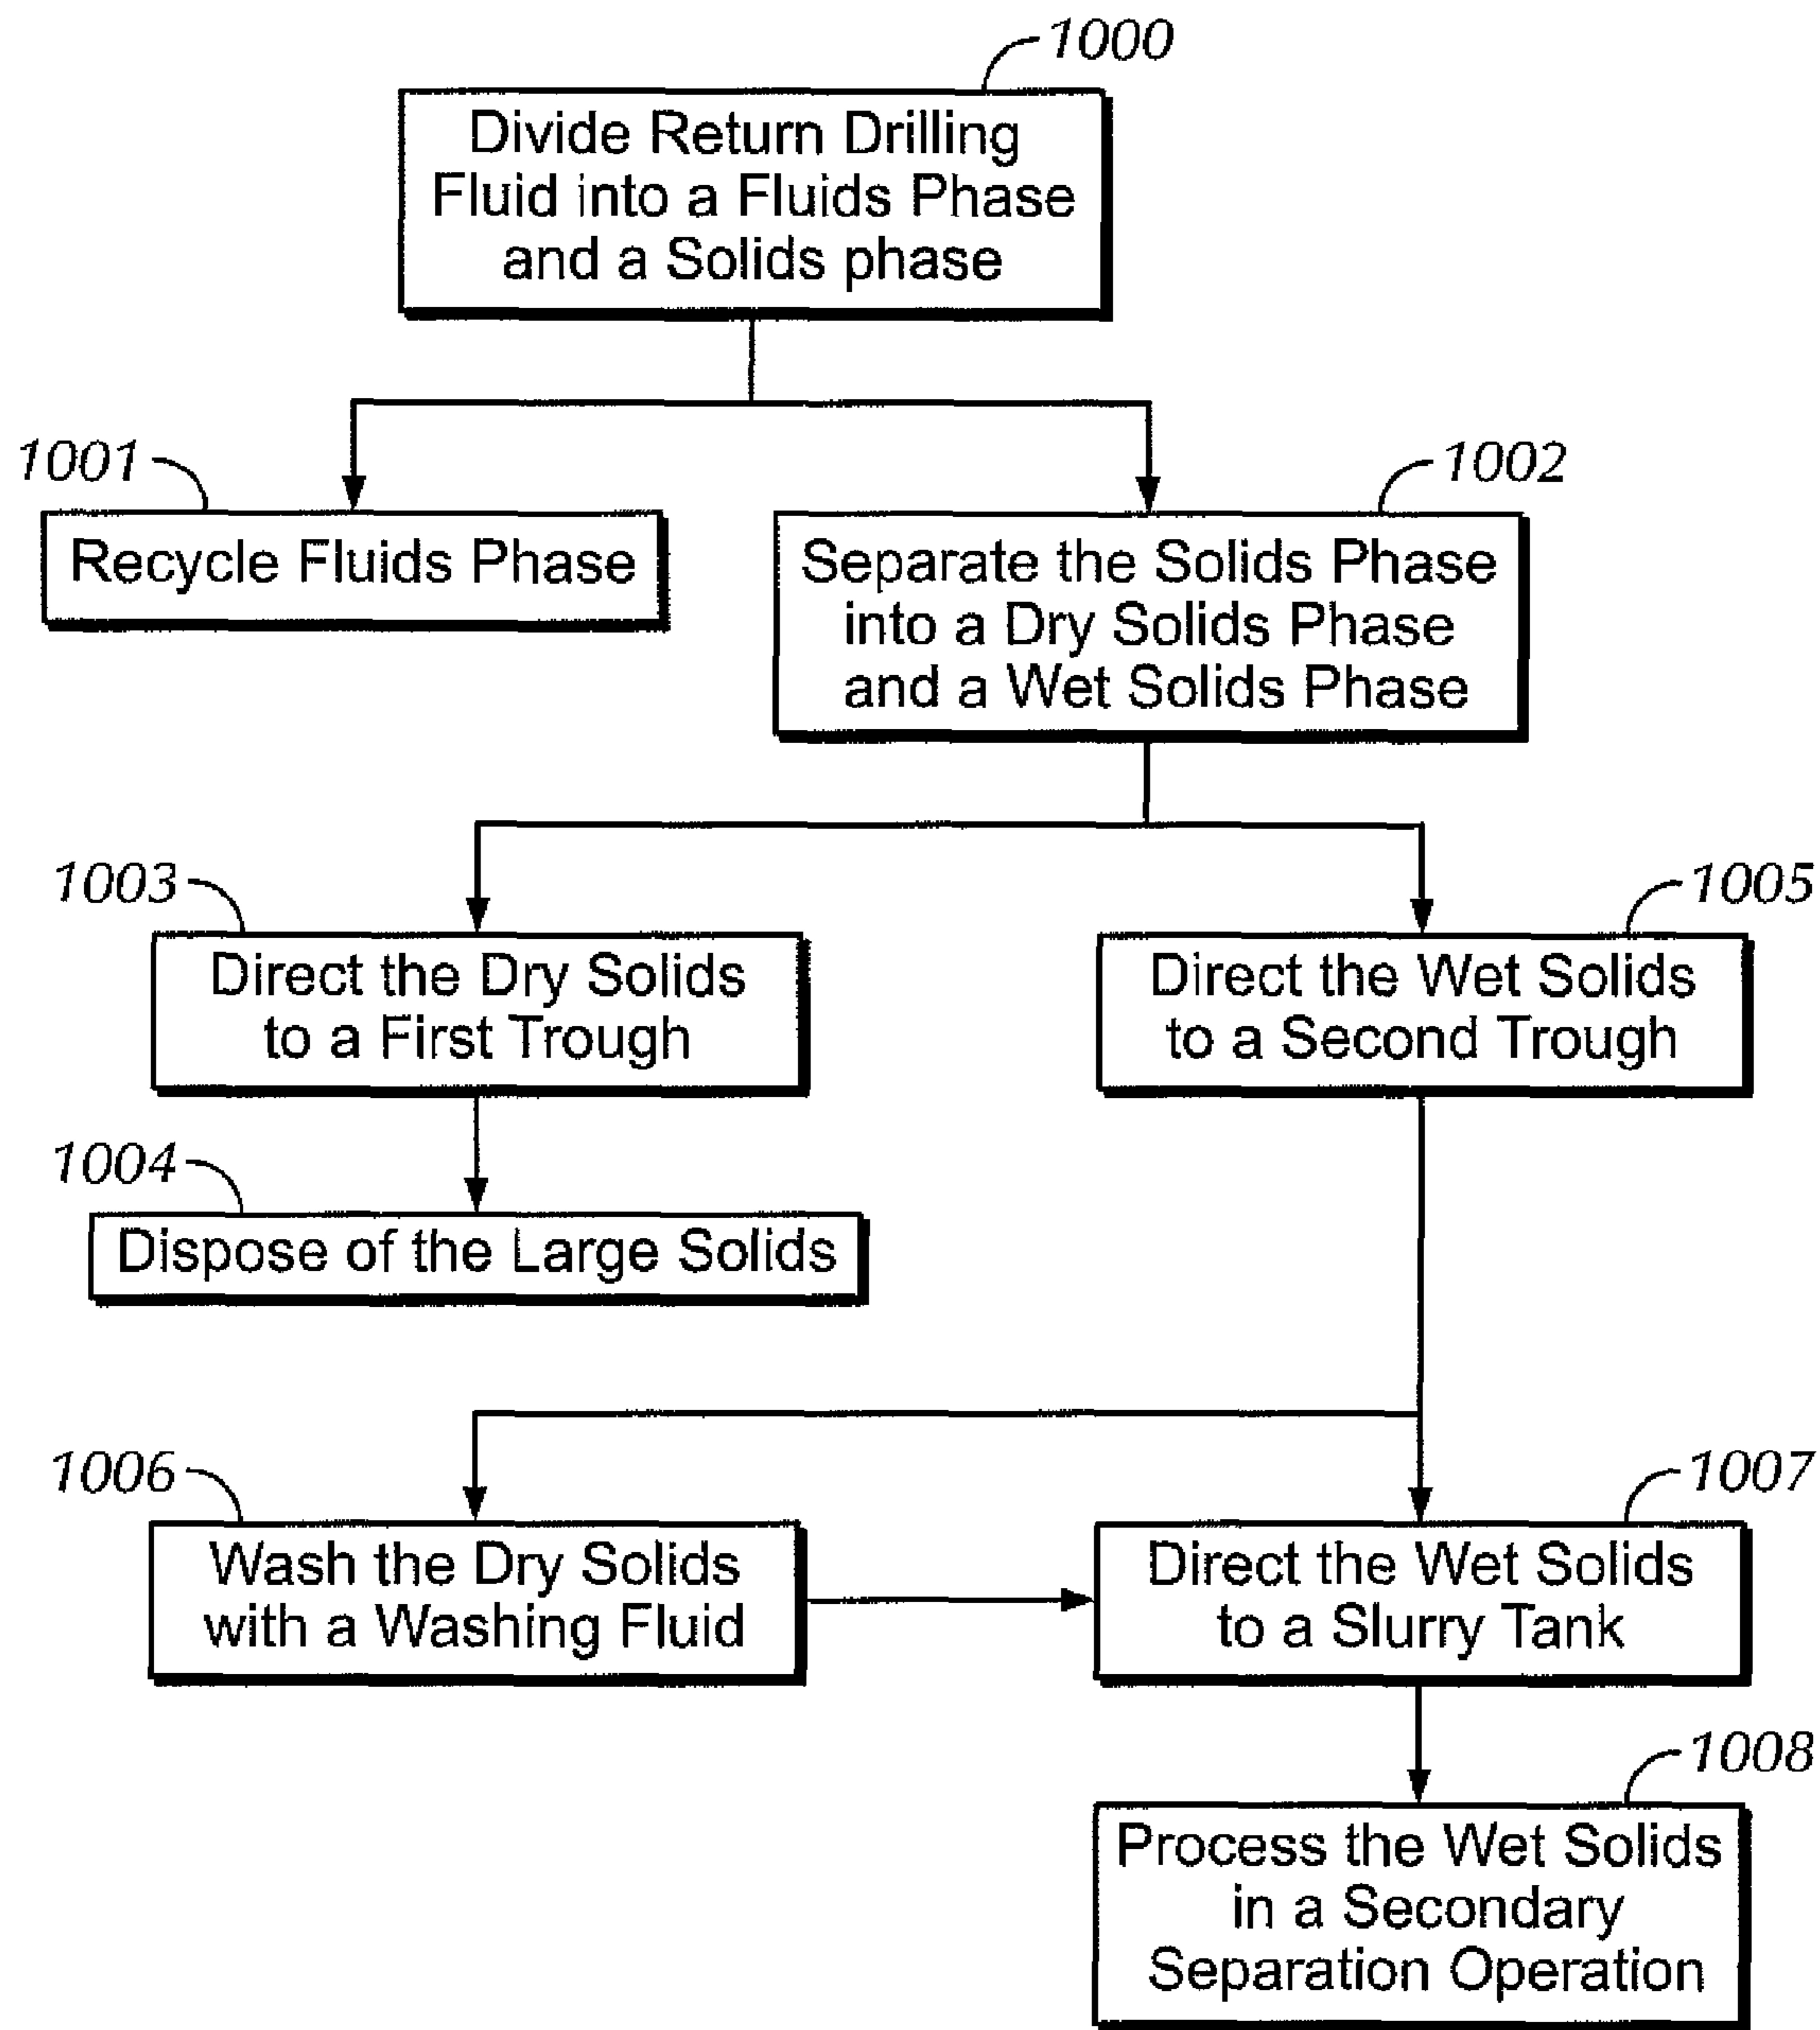 1000
Divide Return Drilling
Fluid into a Fluids Phase
and a Solids phase
1001
Recycle Fluids Phase
1002
Separate the Solids Phase
into a Dry Solids Phase
and a Wet Solids Phase
1003
Direct the Dry Solids
to a First Trough
1005
Direct the Wet Solids
to a Second Trough
1004
Dispose of the Large Solids
1006
Wash the Dry Solids
with a Washing Fluid
1007
Direct the Wet Solids
to a Slurry Tank
1008
Process the Wet Solids
in a Secondary
Separation Operation